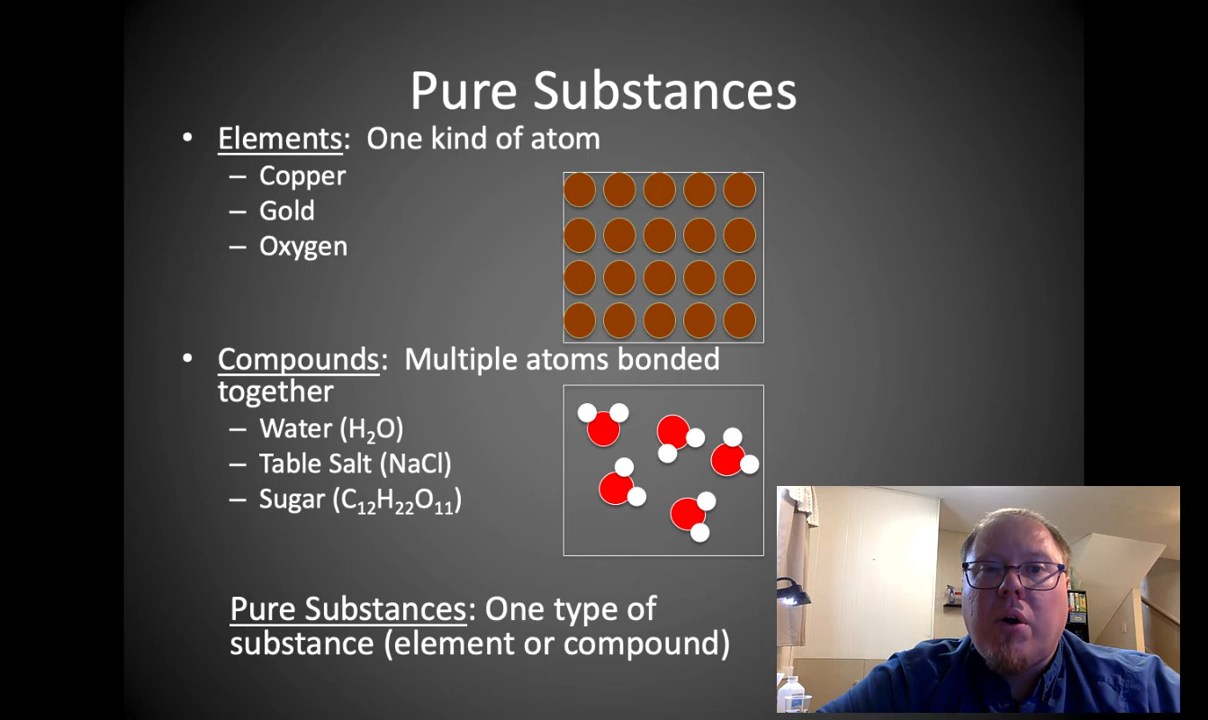 Pure Substances
• Elements: One kind of atom
– Copper
– Gold
– Oxygen
• Compounds: Multiple atoms bonded
together
– Water (H₂O)
– Table Salt (NaCl)
– Sugar (C₁₂H₂₂O₁₁)
Pure Substances: One type of
substance (element or compound)